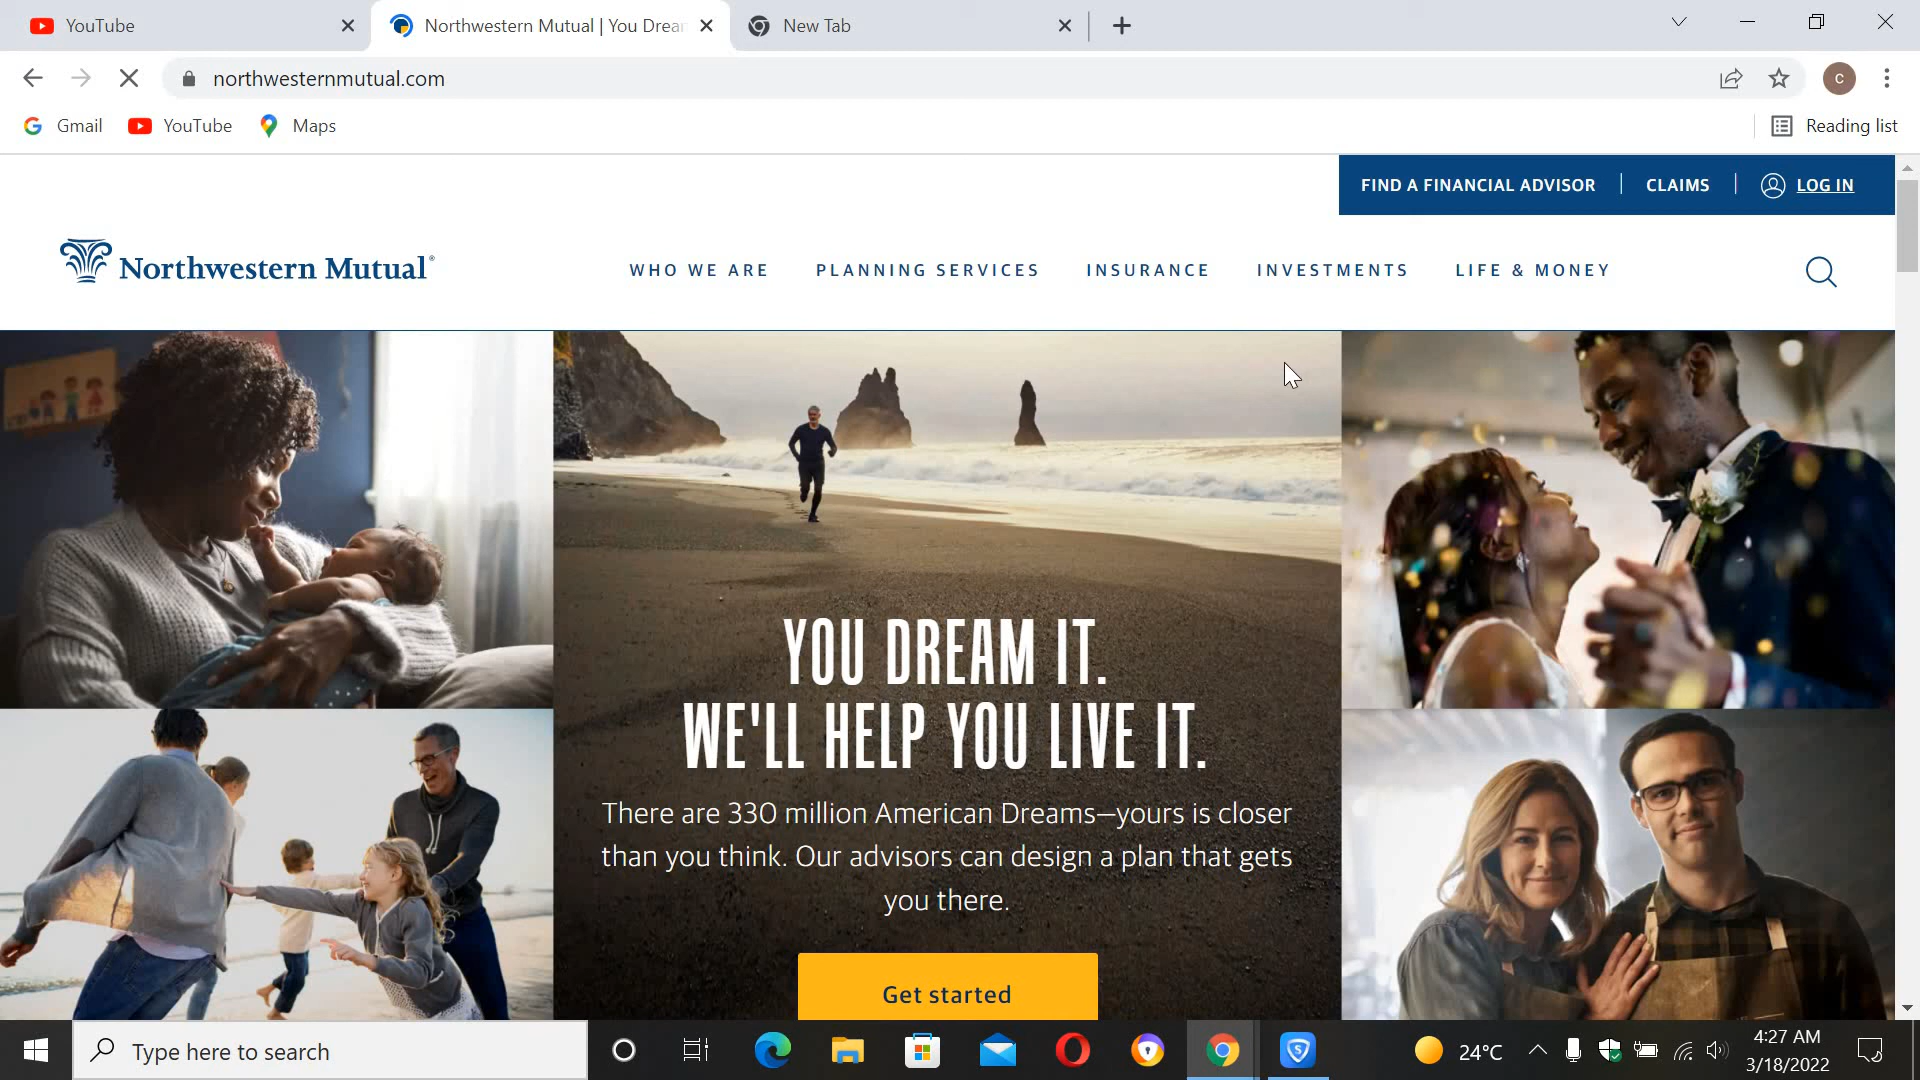 YouTube
Northwestern Mutual | You Drea
New Tab
northwesternmutual.com
C
Gmail
YouTube
Maps
Reading list
FIND A FINANCIAL ADVISOR
CLAIMS
LOG IN
Northwestern Mutual®
WHO WE ARE
PLANNING SERVICES
INSURANCE
INVESTMENTS
LIFE & MONEY
YOU DREAM IT.
WE'LL HELP YOU LIVE IT.
There are 330 million American Dreams—yours is closer
than you think. Our advisors can design a plan that gets
you there.
Get started
Type here to search
24°C
4:27 AM
3/18/2022